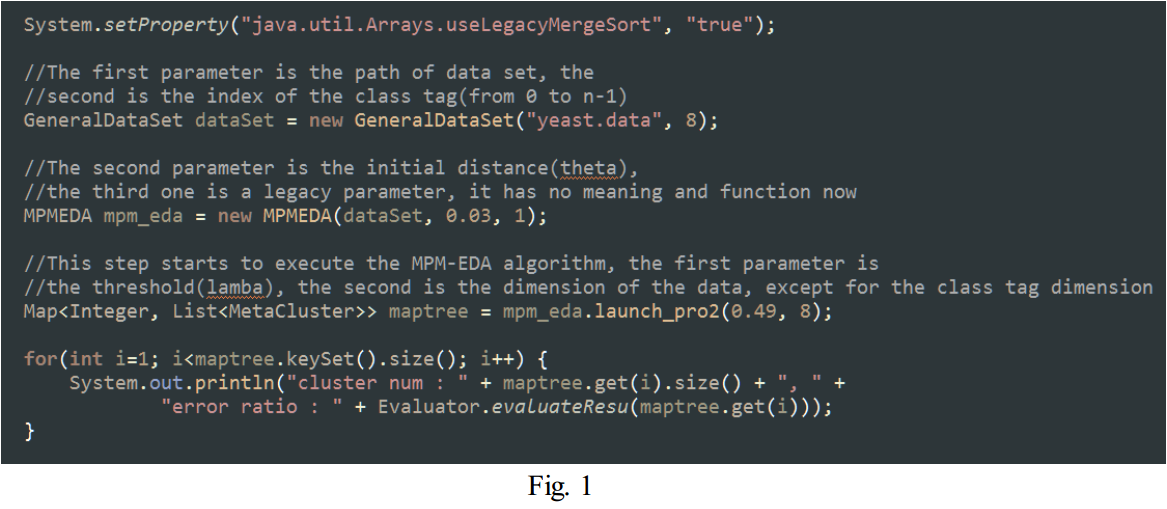 System.setProperty("java.util.Arrays.useLegacyMergeSort", "true");
//The first parameter is the path of data set, the
//second is the index of the class tag(from 0 to n-1)
GeneralDataSet dataSet = new GeneralDataSet("yeast.data", 8);
//The second parameter is the initial distance(theta),
//the third one is a legacy parameter, it has no meaning and function now
MPMEDA mpm_eda = new MPMEDA(dataSet, 0.03, 1);
//This step starts to execute the MPM-EDA algorithm, the first parameter is
//the threshold(lamba), the second is the dimension of the data, except for the class tag dimension
Map<Integer, List<MetaCluster>> maptree = mpm_eda.launch_pro2(0.49, 8);
for(int i=1; i<maptree.keySet().size(); i++) {
    System.out.println("cluster num : " + maptree.get(i).size() + ", " +
            "error ratio : " + Evaluator.evaluateResu(maptree.get(i)));
}
Fig. 1